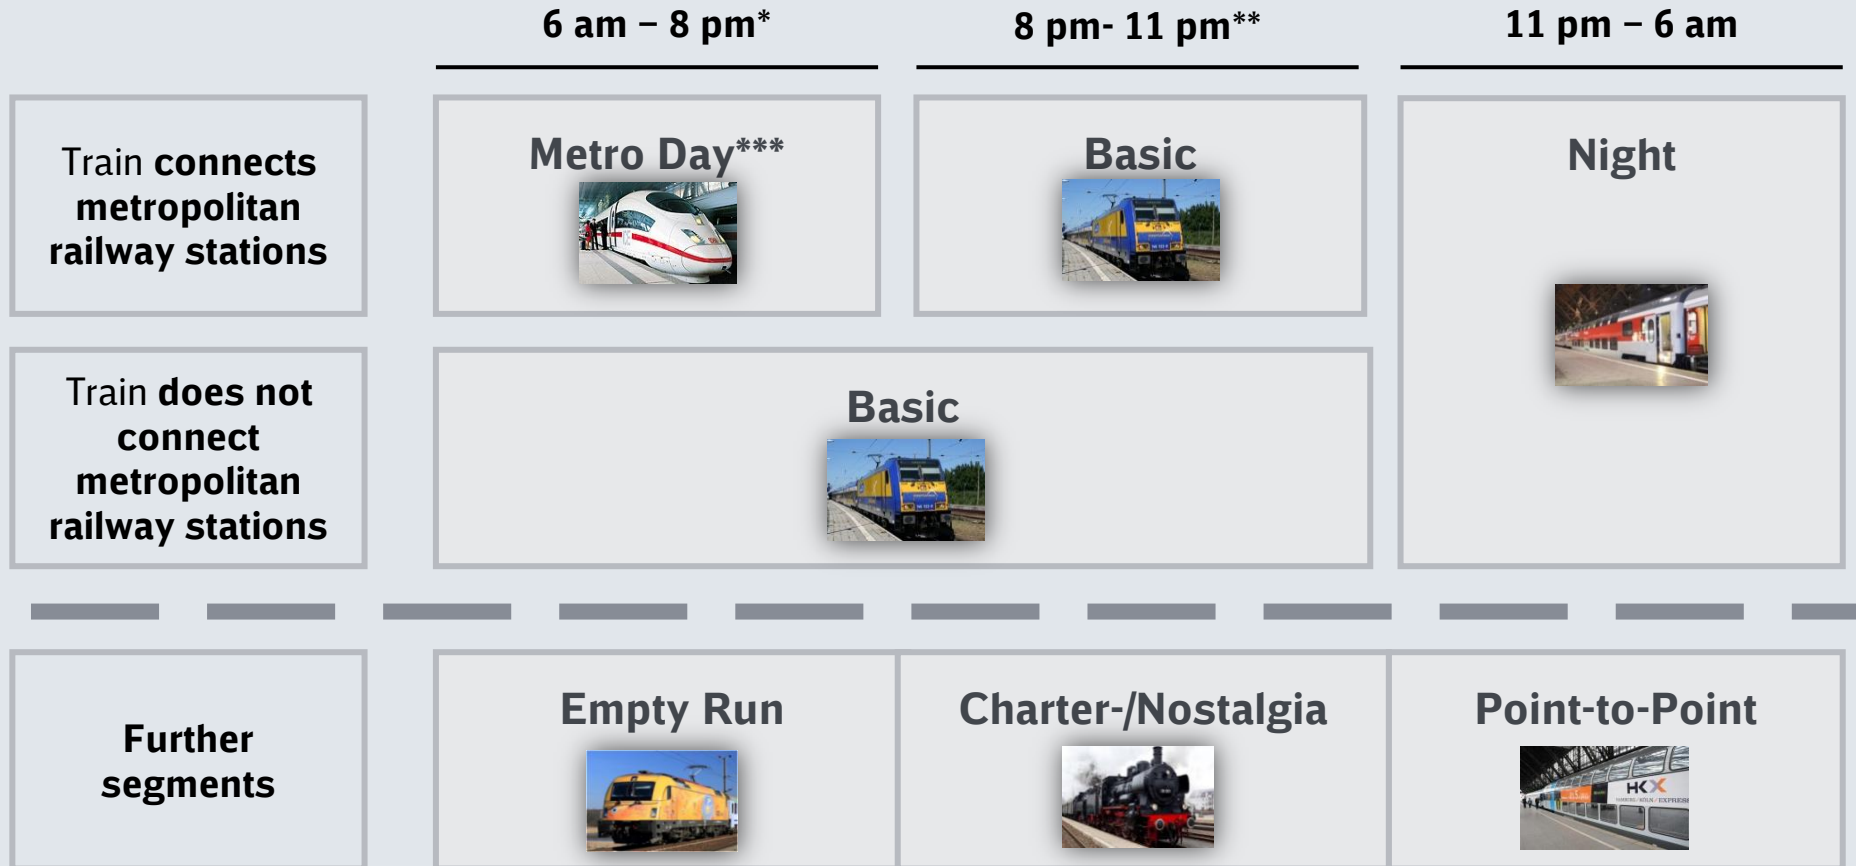 6 am – 8 pm*
8 pm- 11 pm**
11 pm – 6 am
Train connects
metropolitan
railway stations
Metro Day***
Basic
Night
Train does not
connect
metropolitan
railway stations
Basic
Further
segments
Empty Run
Charter-/Nostalgia
Point-to-Point
HKX